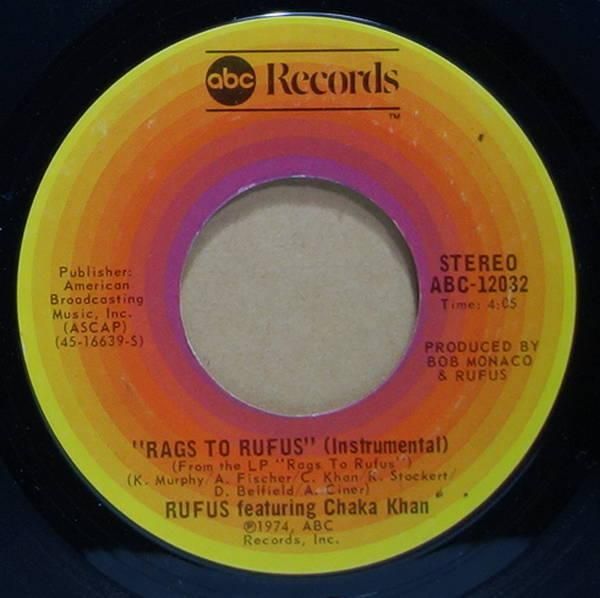 abc Records
TM
Publisher:
American
Broadcasting
Music, Inc.
(ASCAP)
(45-16639-S)
STEREO
ABC-12032
Time: 4:05
PRODUCED BY
BOB MONACO
& RUFUS
"RAGS TO RUFUS" (Instrumental)
(From the LP "Rags To Rufus")
(K. Murphy/A. Fischer/C. Khan/R. Stockert/
D. Belfield/A. Ciner)
RUFUS featuring Chaka Khan
℗1974, ABC
Records, Inc.